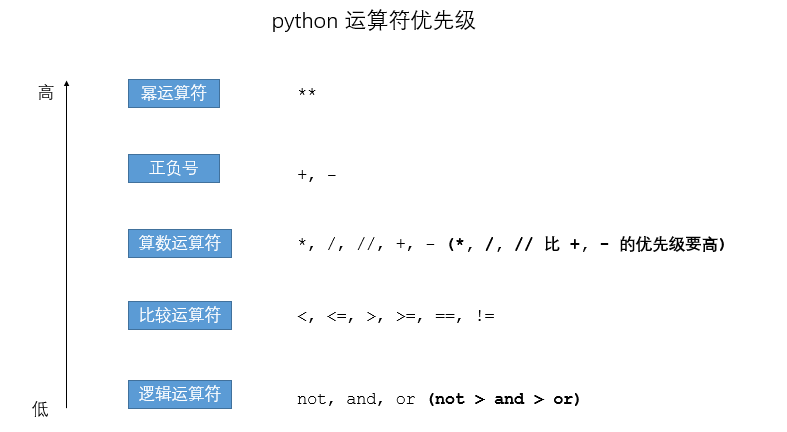 python 运算符优先级
高
幂运算符 **
正负号 +, -
算数运算符 *, /, //, +, - (*, /, // 比 +, - 的优先级要高)
比较运算符 <, <=, >, >=, ==, !=
逻辑运算符 not, and, or (not > and > or)
低